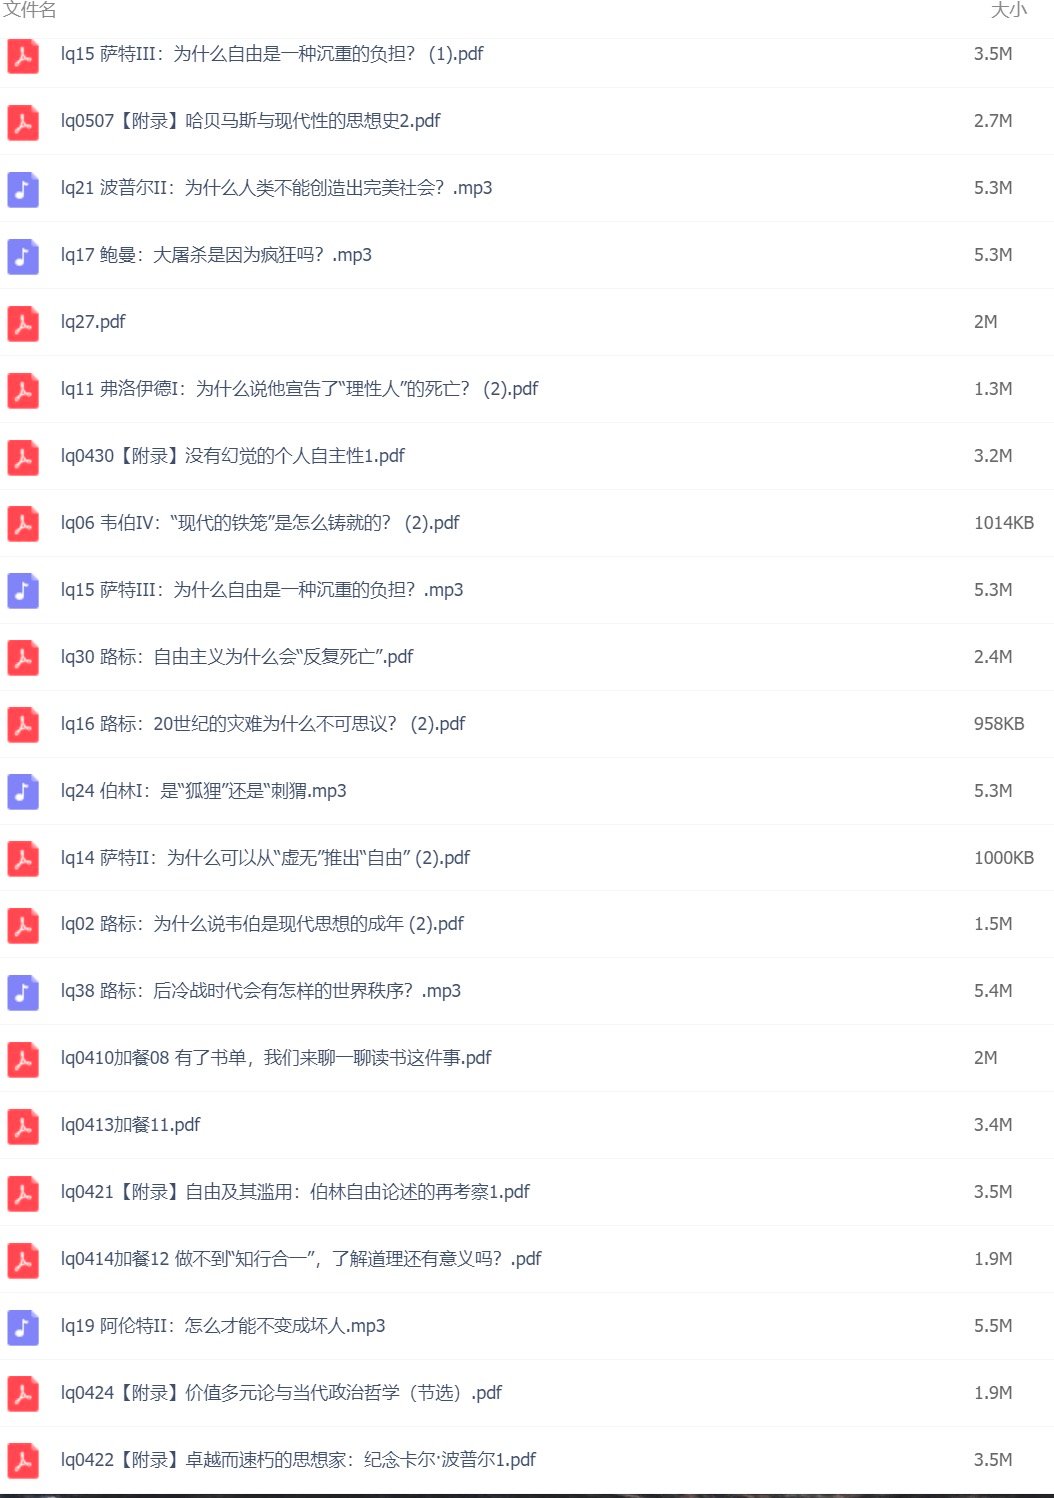 文件名 大小
lq15 萨特III：为什么自由是一种沉重的负担？ (1).pdf 3.5M
lq0507【附录】哈贝马斯与现代性的思想史2.pdf 2.7M
lq21 波普尔II：为什么人类不能创造出完美社会？.mp3 5.3M
lq17 鲍曼：大屠杀是因为疯狂吗？.mp3 5.3M
lq27.pdf 2M
lq11 弗洛伊德I：为什么说他宣告了“理性人”的死亡？ (2).pdf 1.3M
lq0430【附录】没有幻觉的个人自主性1.pdf 3.2M
lq06 韦伯IV：“现代的铁笼”是怎么铸就的？ (2).pdf 1014KB
lq15 萨特III：为什么自由是一种沉重的负担？.mp3 5.3M
lq30 路标：自由主义为什么会“反复死亡”.pdf 2.4M
lq16 路标：20世纪的灾难为什么不可思议？ (2).pdf 958KB
lq24 伯林I：是“狐狸”还是“刺猬.mp3 5.3M
lq14 萨特II：为什么可以从“虚无”推出“自由” (2).pdf 1000KB
lq02 路标：为什么说韦伯是现代思想的成年 (2).pdf 1.5M
lq38 路标：后冷战时代会有怎样的世界秩序？.mp3 5.4M
lq0410加餐08 有了书单，我们来聊一聊读书这件事.pdf 2M
lq0413加餐11.pdf 3.4M
lq0421【附录】自由及其滥用：伯林自由论述的再考察1.pdf 3.5M
lq0414加餐12 做不到“知行合一”，了解道理还有意义吗？.pdf 1.9M
lq19 阿伦特II：怎么才能不变成坏人.mp3 5.5M
lq0424【附录】价值多元论与当代政治哲学（节选）.pdf 1.9M
lq0422【附录】卓越而速朽的思想家：纪念卡尔·波普尔1.pdf 3.5M